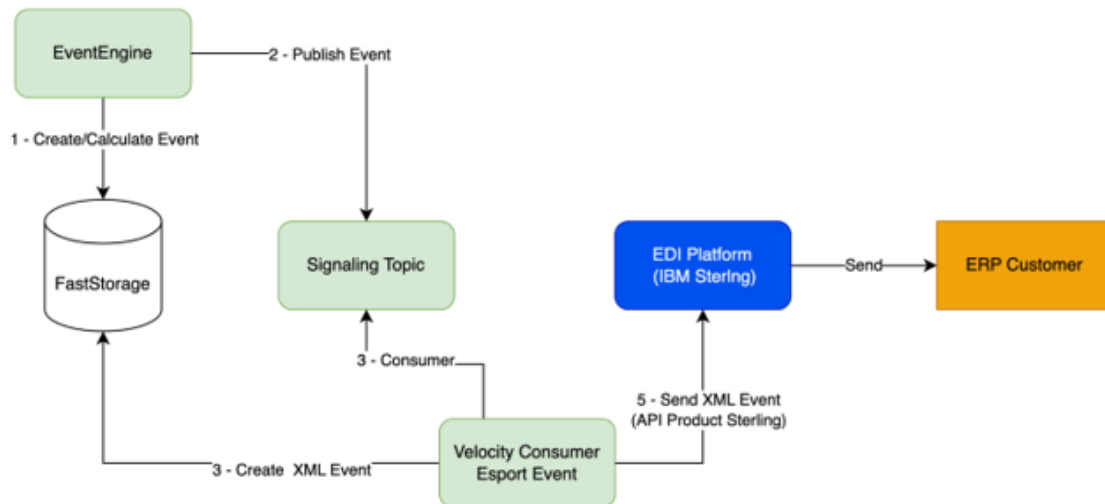 EventEngine
2 - Publish Event
1 - Create/Calculate Event
FastStorage
Signaling Topic
EDI Platform
(IBM Sterlng)
Send
ERP Customer
3 - Consumer
5 - Send XML Event
(API Product Sterling)
Velocity Consumer
Esport Event
3 - Create XML Event